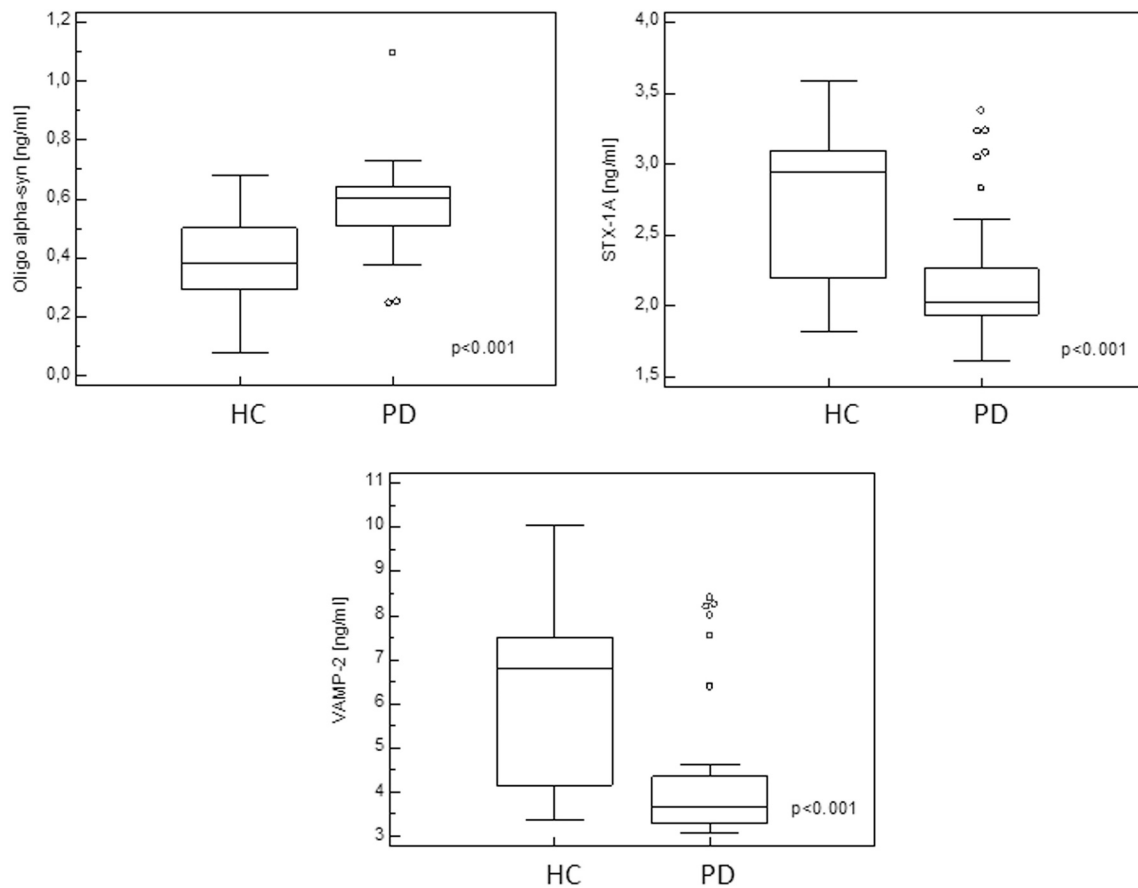 Oligo alpha-syn [ng/ml]
1,2
1,0
0,8
0,6
0,4
0,2
0,0
p<0.001
HC PD
STX-1A [ng/ml]
4,0
3,5
3,0
2,5
2,0
1,5
p<0.001
HC PD
VAMP-2 [ng/ml]
11
10
9
8
7
6
5
4
3
p<0.001
HC PD